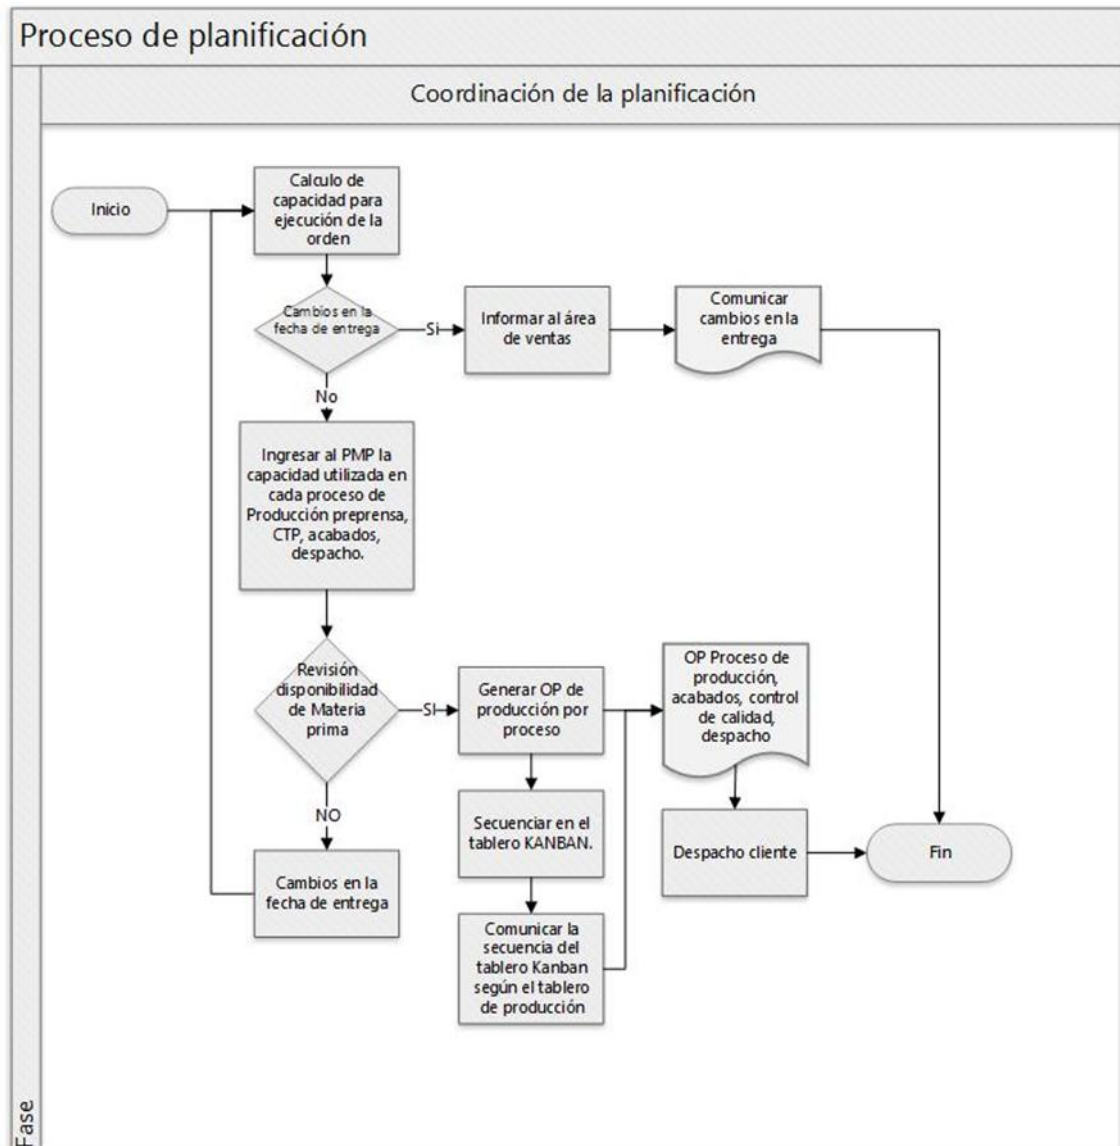 Proceso de planificación
Coordinación de la planificación
Fase
Inicio
Calculo de
capacidad para
ejecución de la
orden
Cambios en la
fecha de entrega
Si
Informar al área
de ventas
Comunicar
cambios en la
entrega
No
Ingresar al PMP la
capacidad utilizada en
cada proceso de
Producción preprensa,
CTP, acabados,
despacho.
Revisión
disponibilidad
de Materia
prima
SI
Generar OP de
producción por
proceso
OP Proceso de
producción,
acabados, control
de calidad,
despacho
NO
Secuenciar en el
tablero KANBAN.
Despacho cliente
Fin
Cambios en la
fecha de entrega
Comunicar la
secuencia del
tablero Kanban
según el tablero
de producción